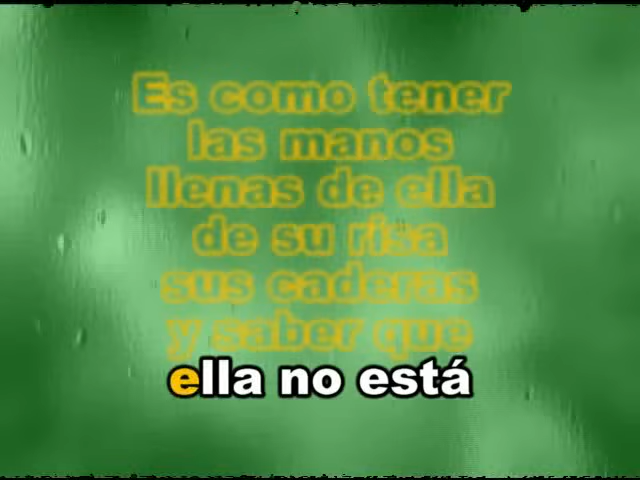 Es como tener
las manos
llenas de ella
de su risa
sus caderas
y saber que
ella no está